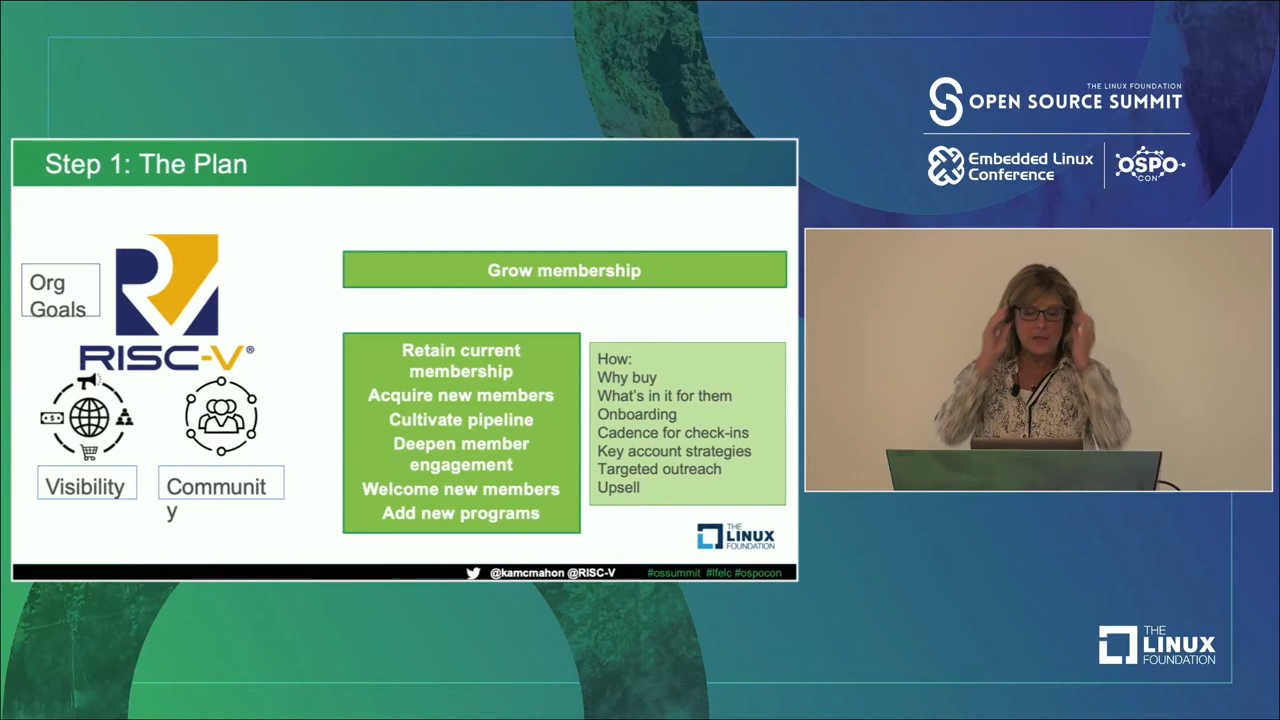 THE LINUX FOUNDATION
OPEN SOURCE SUMMIT
Embedded Linux
Conference
OSPO
CON
Step 1: The Plan
Org
Goals
RISC-V®
Visibility
Communit
y
Grow membership
Retain current
membership
Acquire new members
Cultivate pipeline
Deepen member
engagement
Welcome new members
Add new programs
How:
Why buy
What's in it for them
Onboarding
Cadence for check-ins
Key account strategies
Targeted outreach
Upsell
THE
LINUX
FOUNDATION
@kamcmahon @RISC-V
#ossummit #lfelc #ospocon
THE
LINUX
FOUNDATION